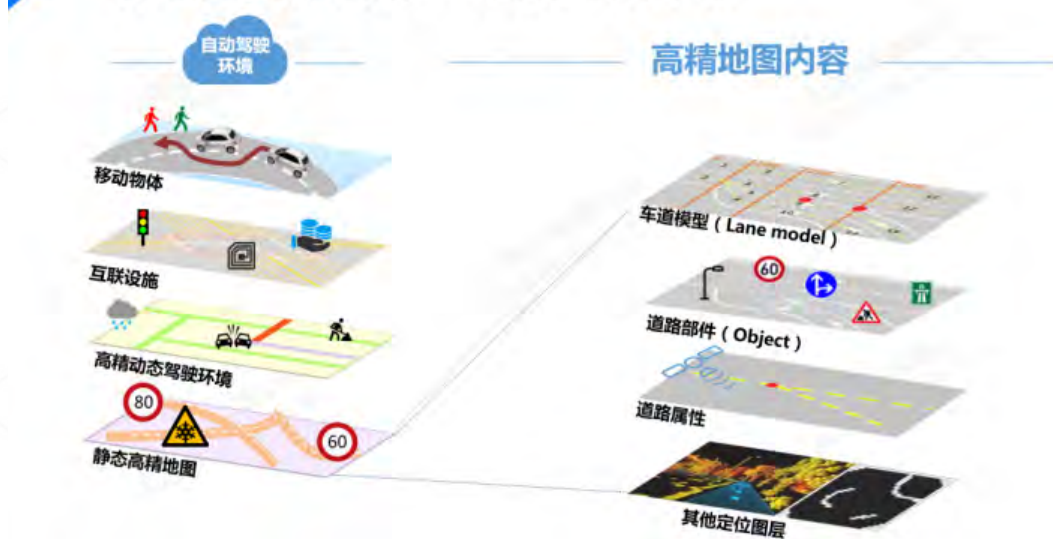 自动驾驶
环境
高精地图内容
移动物体
互联设施
高精动态驾驶环境
80
60
静态高精地图
车道模型（Lane model）
60
道路部件（Object）
道路属性
其他定位图层